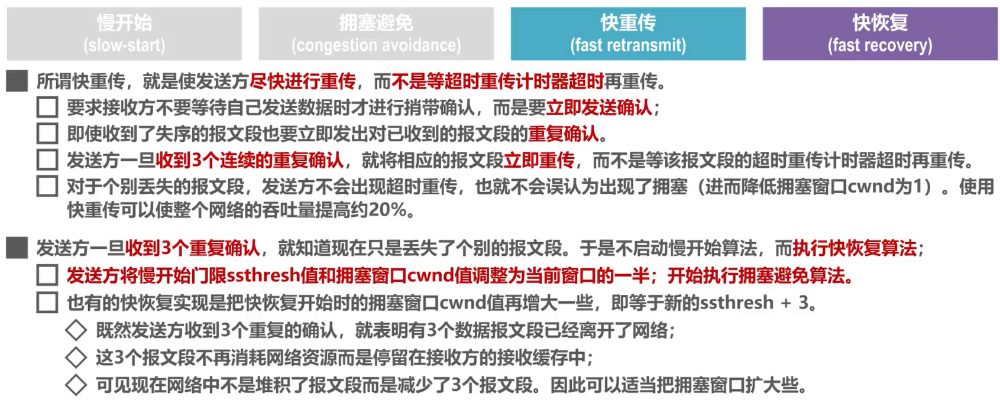 慢开始
(slow-start)
拥塞避免
(congestion avoidance)
快重传
(fast retransmit)
快恢复
(fast recovery)
所谓快重传，就是使发送方尽快进行重传，而不是等超时重传计时器超时再重传。
要求接收方不要等待自己发送数据时才进行捎带确认，而是要立即发送确认；
即使收到了失序的报文段也要立即发出对已收到的报文段的重复确认。
发送方一旦收到3个连续的重复确认，就将相应的报文段立即重传，而不是等该报文段的超时重传计时器超时再重传。
对于个别丢失的报文段，发送方不会出现超时重传，也就不会误认为出现了拥塞（进而降低拥塞窗口cwnd为1）。使用
快重传可以使整个网络的吞吐量提高约20%。
发送方一旦收到3个重复确认，就知道现在只是丢失了个别的报文段。于是不启动慢开始算法，而执行快恢复算法；
发送方将慢开始门限ssthresh值和拥塞窗口cwnd值调整为当前窗口的一半；开始执行拥塞避免算法。
也有的快恢复实现是把快恢复开始时的拥塞窗口cwnd值再增大一些，即等于新的ssthresh + 3。
既然发送方收到3个重复的确认，就表明有3个数据报文段已经离开了网络；
这3个报文段不再消耗网络资源而是停留在接收方的接收缓存中；
可见现在网络中不是堆积了报文段而是减少了3个报文段。因此可以适当把拥塞窗口扩大些。